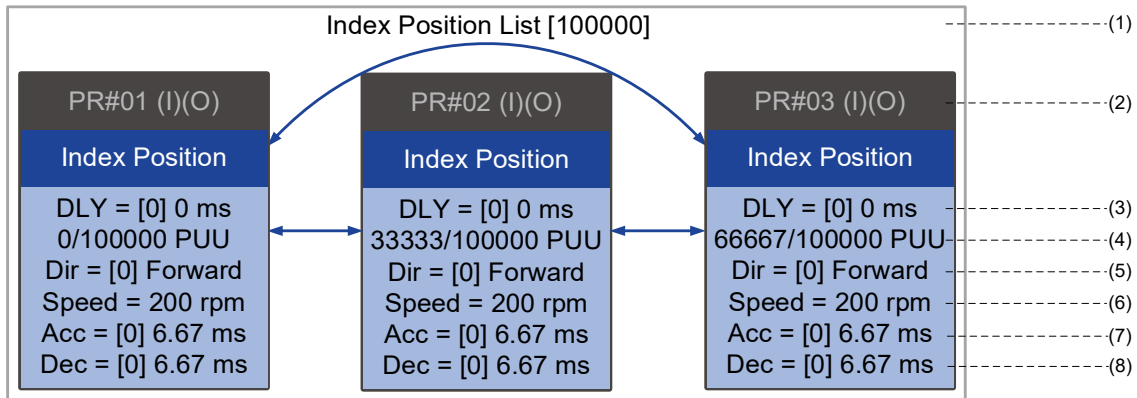 Index Position List [100000]
(1)
PR#01 (I)(O)
PR#02 (I)(O)
PR#03 (I)(O)
(2)
Index Position
Index Position
Index Position
DLY = [0] 0 ms
DLY = [0] 0 ms
DLY = [0] 0 ms
(3)
0/100000 PUU
33333/100000 PUU
66667/100000 PUU
(4)
Dir = [0] Forward
Dir = [0] Forward
Dir = [0] Forward
(5)
Speed = 200 rpm
Speed = 200 rpm
Speed = 200 rpm
(6)
Acc = [0] 6.67 ms
Acc = [0] 6.67 ms
Acc = [0] 6.67 ms
(7)
Dec = [0] 6.67 ms
Dec = [0] 6.67 ms
Dec = [0] 6.67 ms
(8)